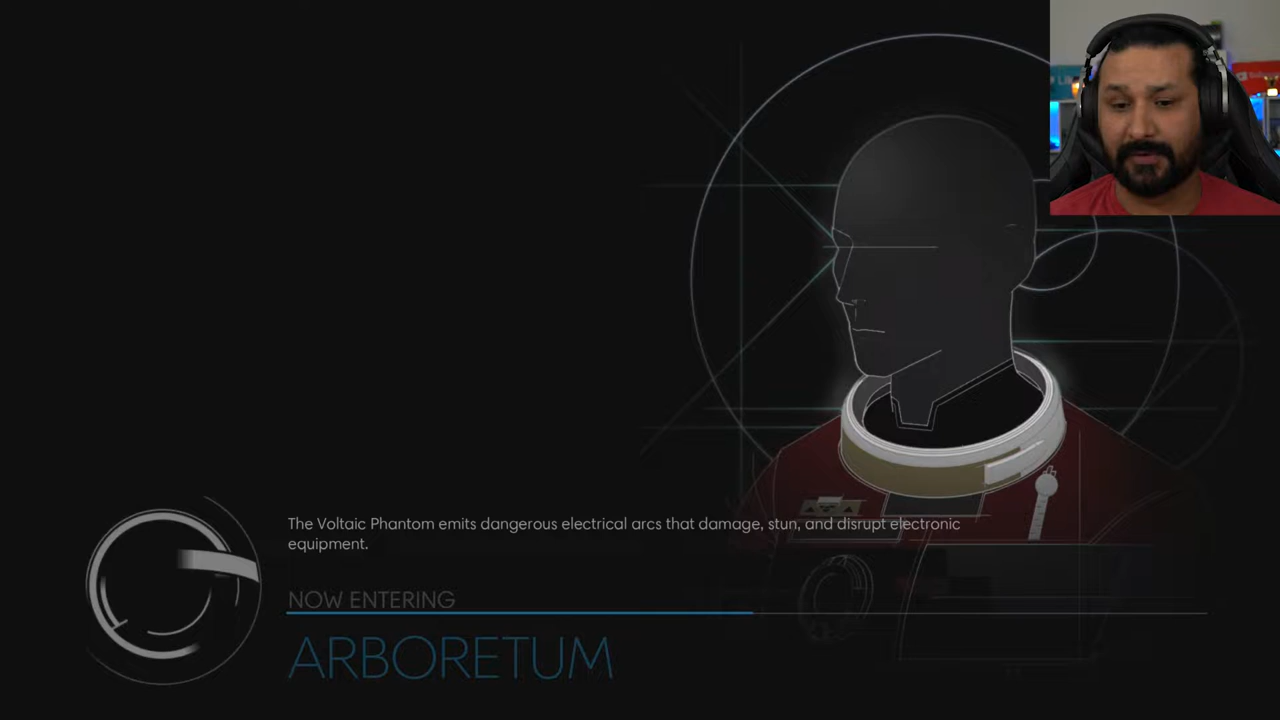 The Voltaic Phantom emits dangerous electrical arcs that damage, stun, and disrupt electronic
equipment.
NOW ENTERING
ARBORETUM